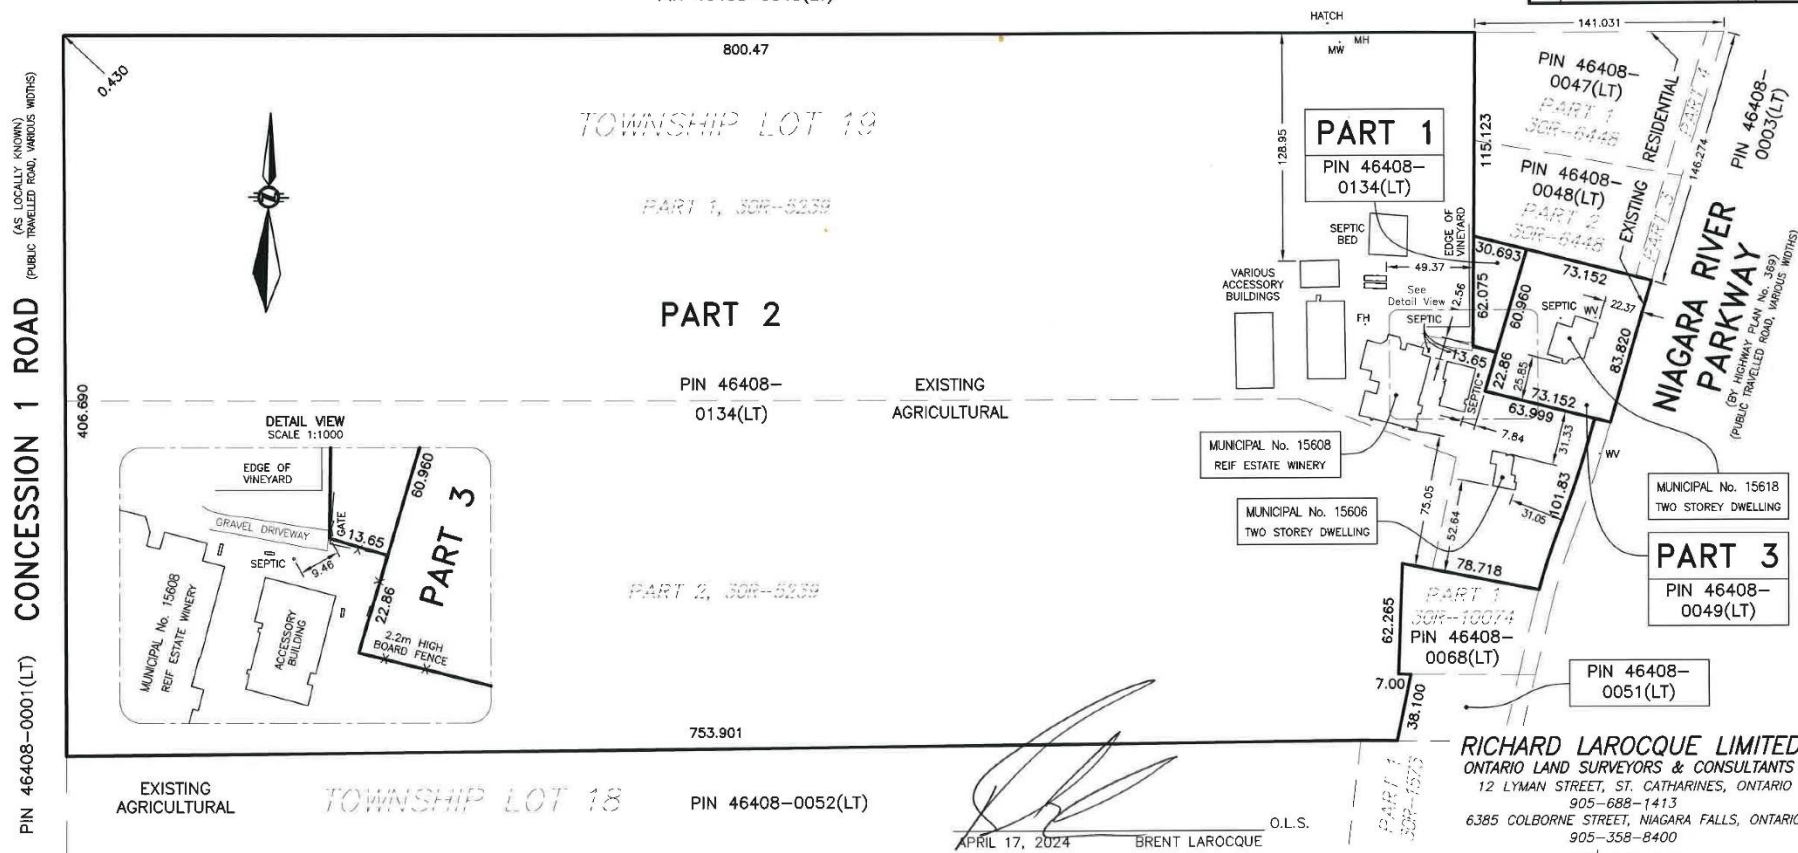 HATCH
MW
MH
141.031
800.47
0.430
TOWNSHIP LOT 19
PART 1, 30R-5239
PART 2
PIN 46408-
0134(LT)
EXISTING
AGRICULTURAL
PART 2, 30R-5239
753.901
406.690
(AS LOCALLY KNOWN)
(PUBLIC TRAVELLED ROAD, VARIOUS WIDTHS)
CONCESSION 1 ROAD
PIN 46408-0001(LT)
128.95
PART 1
PIN 46408-
0134(LT)
115.123
PIN 46408-
0047(LT)
PART 1
30R-6448
PIN 46408-
0048(LT)
PART 2
30R-6448
EXISTING RESIDENTIAL
PART 4
PART 3
146.274
PIN 46408-
0003(LT)
NIAGARA RIVER
PARKWAY
(BY HIGHWAY PLAN No. 369)
(PUBLIC TRAVELLED ROAD, VARIOUS WIDTHS)
SEPTIC
BED
EDGE OF
VINEYARD
30.693
73.152
49.37
VARIOUS
ACCESSORY
BUILDINGS
See
Detail View
2.56
62.075
60.960
SEPTIC
WV
22.37
FH
SEPTIC
13.65
22.86
25.85
83.820
SEPTIC
73.152
63.999
7.84
31.33
WV
MUNICIPAL No. 15608
REIF ESTATE WINERY
MUNICIPAL No. 15606
TWO STOREY DWELLING
MUNICIPAL No. 15618
TWO STOREY DWELLING
75.05
52.64
31.05
101.83
78.718
PART 3
PIN 46408-
0049(LT)
PART 1
30R-10074
PIN 46408-
0068(LT)
62.265
7.00
38.100
PIN 46408-
0051(LT)
DETAIL VIEW
SCALE 1:1000
EDGE OF
VINEYARD
GRAVEL DRIVEWAY
GATE
13.65
60.960
PART 3
SEPTIC
9.46
22.86
MUNICIPAL No. 15608
REIF ESTATE WINERY
ACCESSORY
BUILDING
2.2m HIGH
BOARD FENCE
EXISTING
AGRICULTURAL
TOWNSHIP LOT 18
PIN 46408-0052(LT)
APRIL 17, 2024
BRENT LAROCQUE
O.L.S.
PART 1
30R-1573
RICHARD LAROCQUE LIMITED
ONTARIO LAND SURVEYORS & CONSULTANTS
12 LYMAN STREET, ST. CATHARINES, ONTARIO
905-688-1413
6385 COLBORNE STREET, NIAGARA FALLS, ONTARIO
905-358-8400